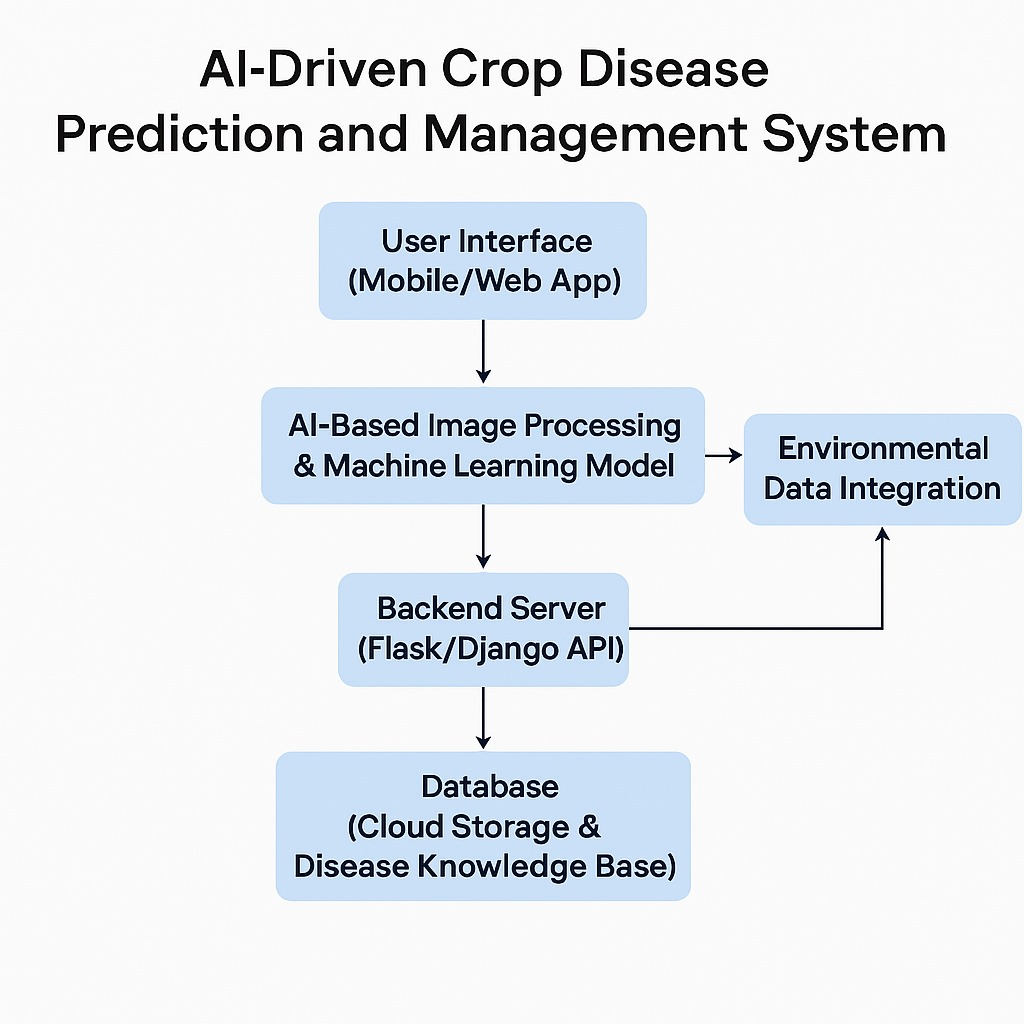 AI-Driven Crop Disease
Prediction and Management System
User Interface
(Mobile/Web App)
AI-Based Image Processing
& Machine Learning Model
Environmental
Data Integration
Backend Server
(Flask/Django API)
Database
(Cloud Storage &
Disease Knowledge Base)